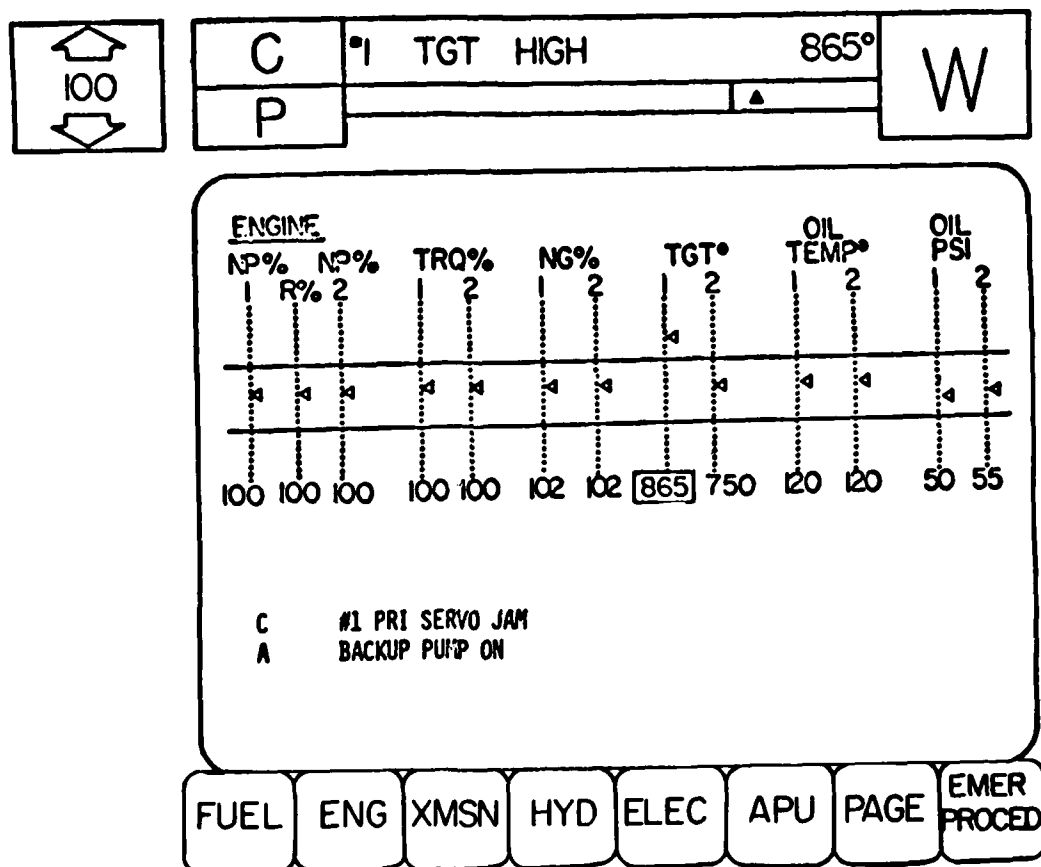 100
C
•1 TGT HIGH 865°
P
W
ENGINE
NP% NP% TRQ% NG% TGT° OIL TEMP° OIL PSI
1 R% 2 1 2 1 2 1 2 1 2 1 2
100 100 100 100 100 102 102 865 750 120 120 50 55
C #1 PRI SERVO JAM
A BACKUP PUMP ON
FUEL ENG XMSN HYD ELEC APU PAGE EMER PROCED